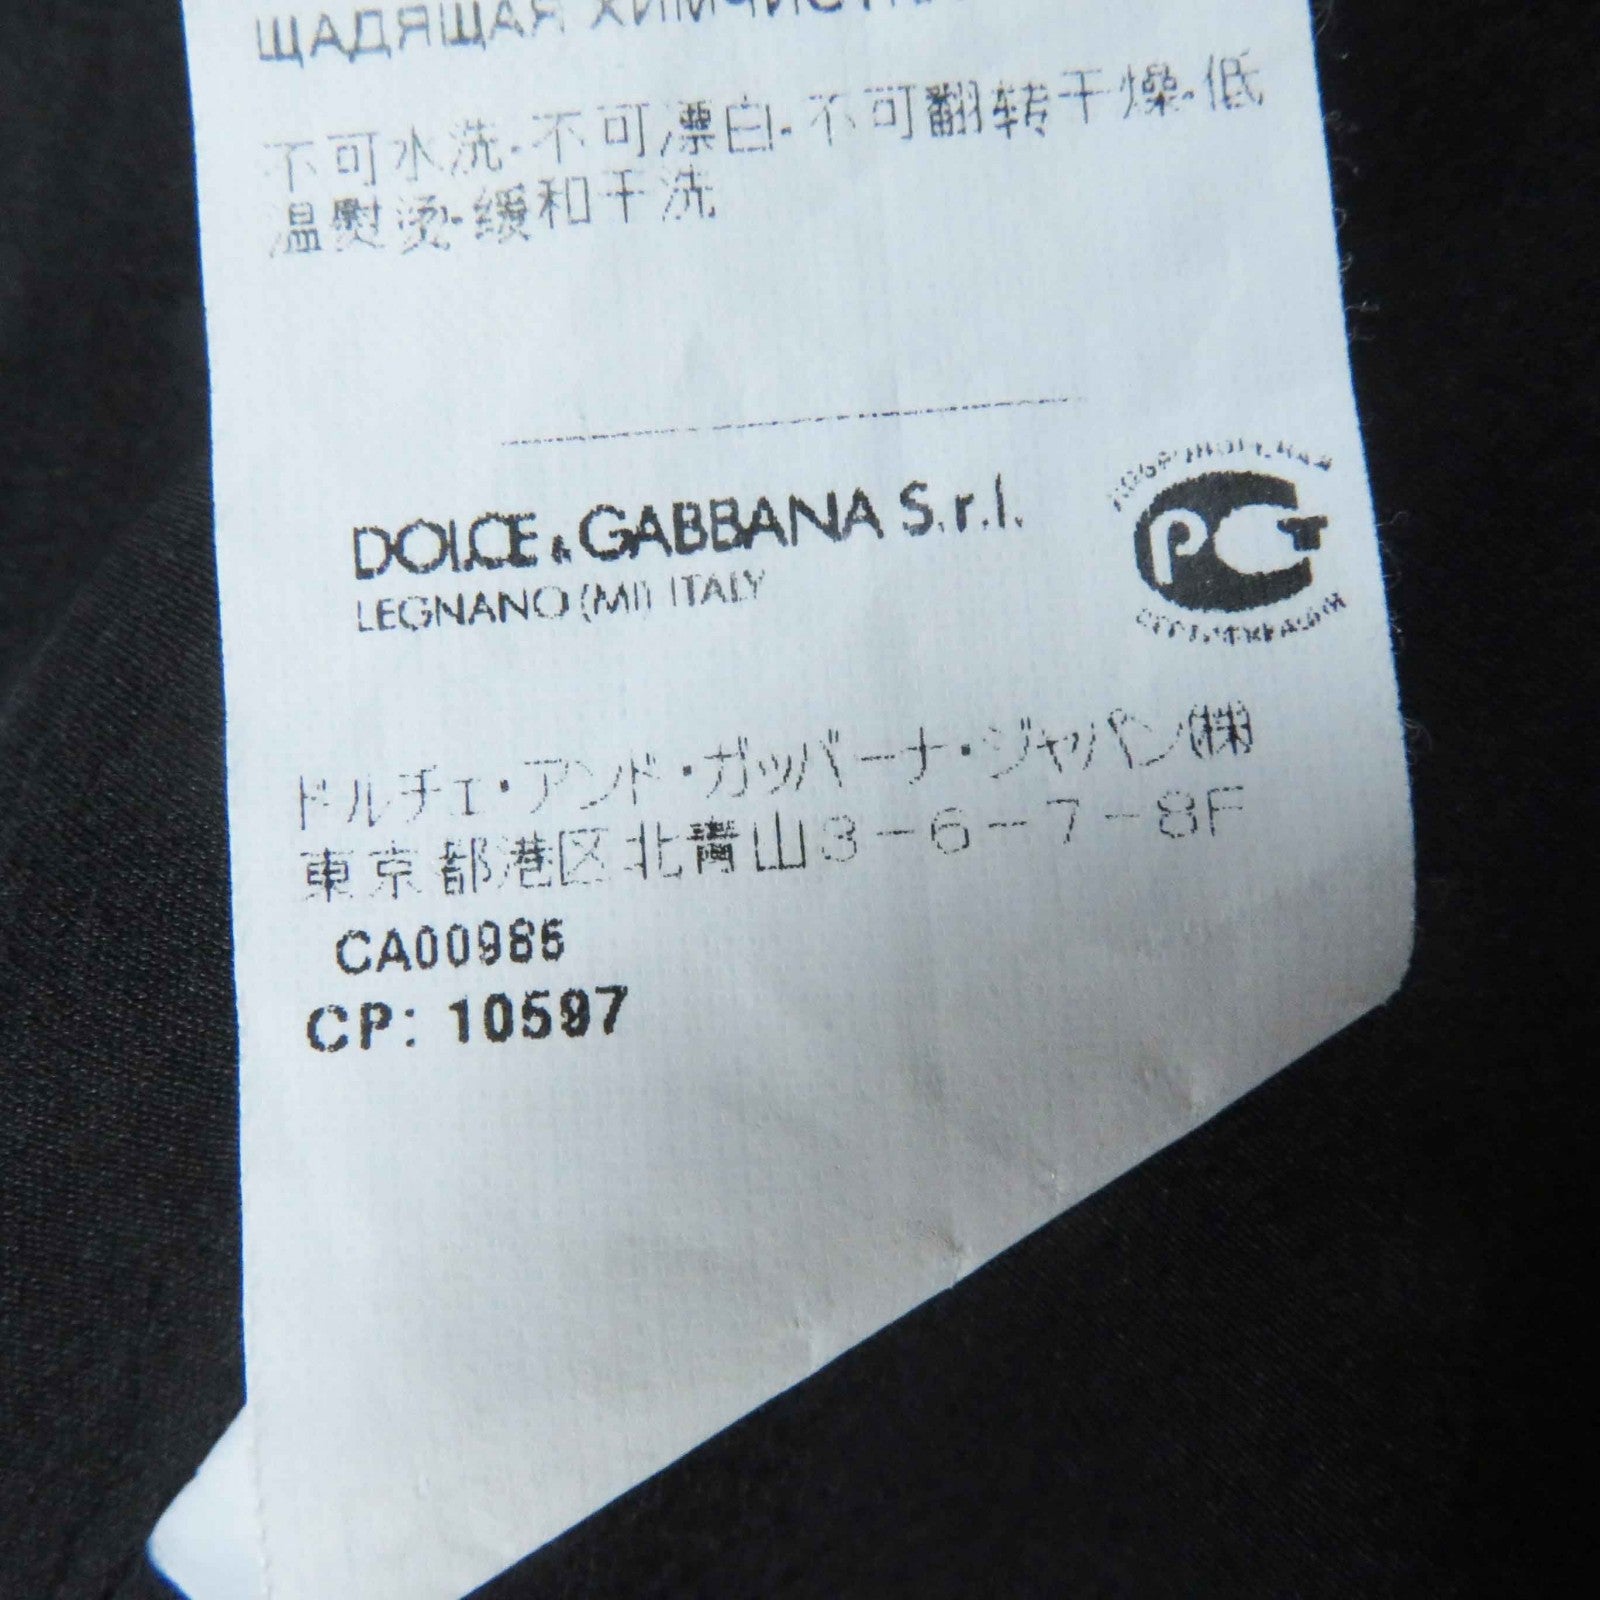 ЩАДЯЩАЯ ХИМЧИСТКА
不可水洗-不可漂白-不可翻转干燥-低
温熨烫-缓和干洗
DOLCE & GABBANA S.r.l.
LEGNANO (MI) ITALY
ДОБРОВОЛЬНАЯ
РСТ
СЕРТИФИКАЦИЯ
ドルチェ・アンド・ガッバーナ・ジャパン(株)
東京都港区北青山3-6-7-8F
CA00986
CP: 10597